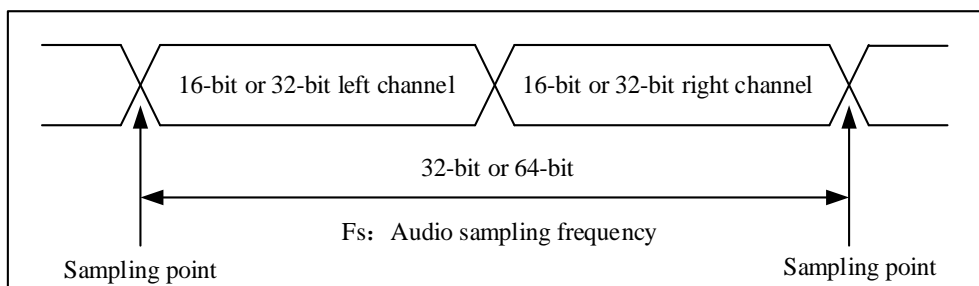 16-bit or 32-bit left channel
16-bit or 32-bit right channel
32-bit or 64-bit
Fs：Audio sampling frequency
Sampling point
Sampling point